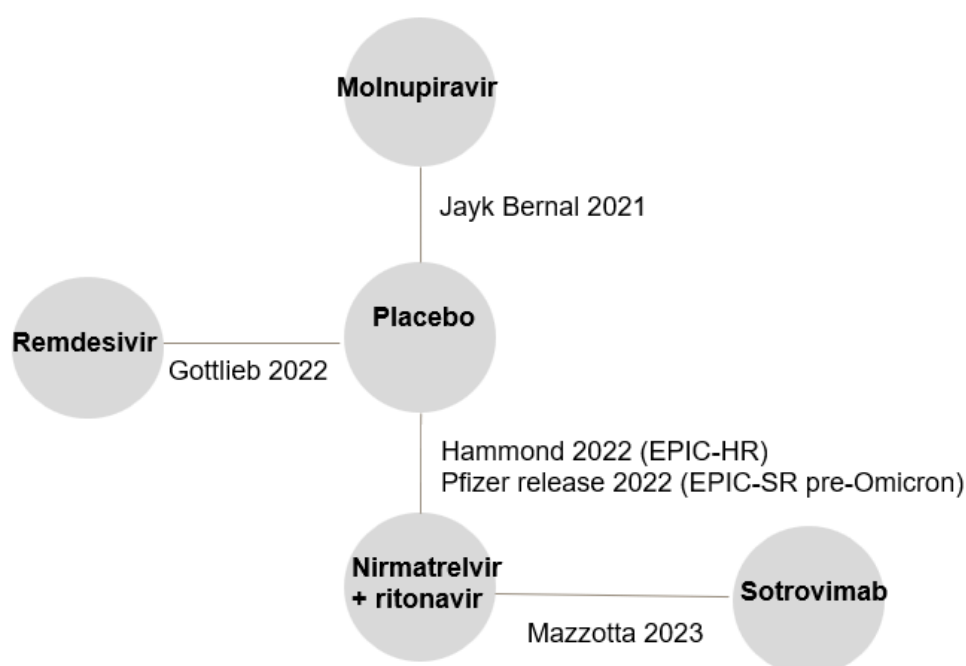 Molnupiravir
Jayk Bernal 2021
Placebo
Remdesivir
Gottlieb 2022
Hammond 2022 (EPIC-HR)
Pfizer release 2022 (EPIC-SR pre-Omicron)
Nirmatrelvir
+ ritonavir
Sotrovimab
Mazzotta 2023